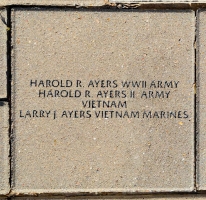 HAROLD R. AYERS WWII ARMY
HAROLD R. AYERS II ARMY
VIETNAM
LARRY J. AYERS VIETNAM MARINES